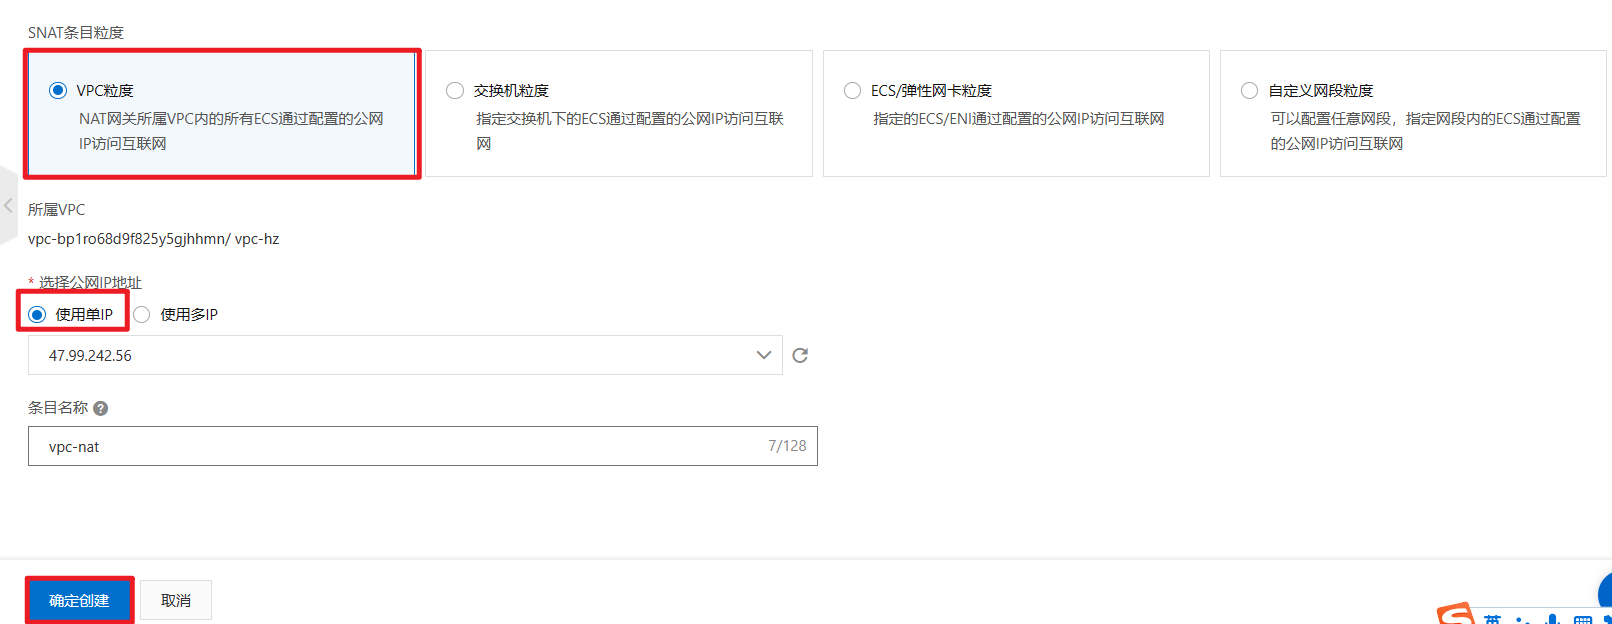 SNAT条目粒度
VPC粒度
NAT网关所属VPC内的所有ECS通过配置的公网
IP访问互联网
交换机粒度
指定交换机下的ECS通过配置的公网IP访问互联
网
ECS/弹性网卡粒度
指定的ECS/ENI通过配置的公网IP访问互联网
自定义网段粒度
可以配置任意网段，指定网段内的ECS通过配置
的公网IP访问互联网
所属VPC
vpc-bp1ro68d9f825y5gjhhmn/ vpc-hz
* 选择公网IP地址
使用单IP 使用多IP
47.99.242.56
条目名称 ?
vpc-nat 7/128
确定创建 取消
S 英